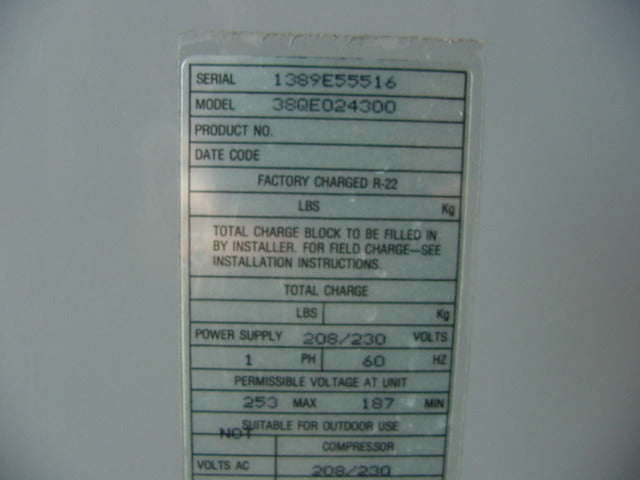 SERIAL 1389E55516
MODEL 38QE024300
PRODUCT NO.
DATE CODE
FACTORY CHARGED R-22
LBS Kg
TOTAL CHARGE BLOCK TO BE FILLED IN
BY INSTALLER. FOR FIELD CHARGE—SEE
INSTALLATION INSTRUCTIONS.
TOTAL CHARGE
LBS Kg
POWER SUPPLY 208/230 VOLTS
1 PH 60 HZ
PERMISSIBLE VOLTAGE AT UNIT
253 MAX 187 MIN
NOT SUITABLE FOR OUTDOOR USE
COMPRESSOR
VOLTS AC 208/230